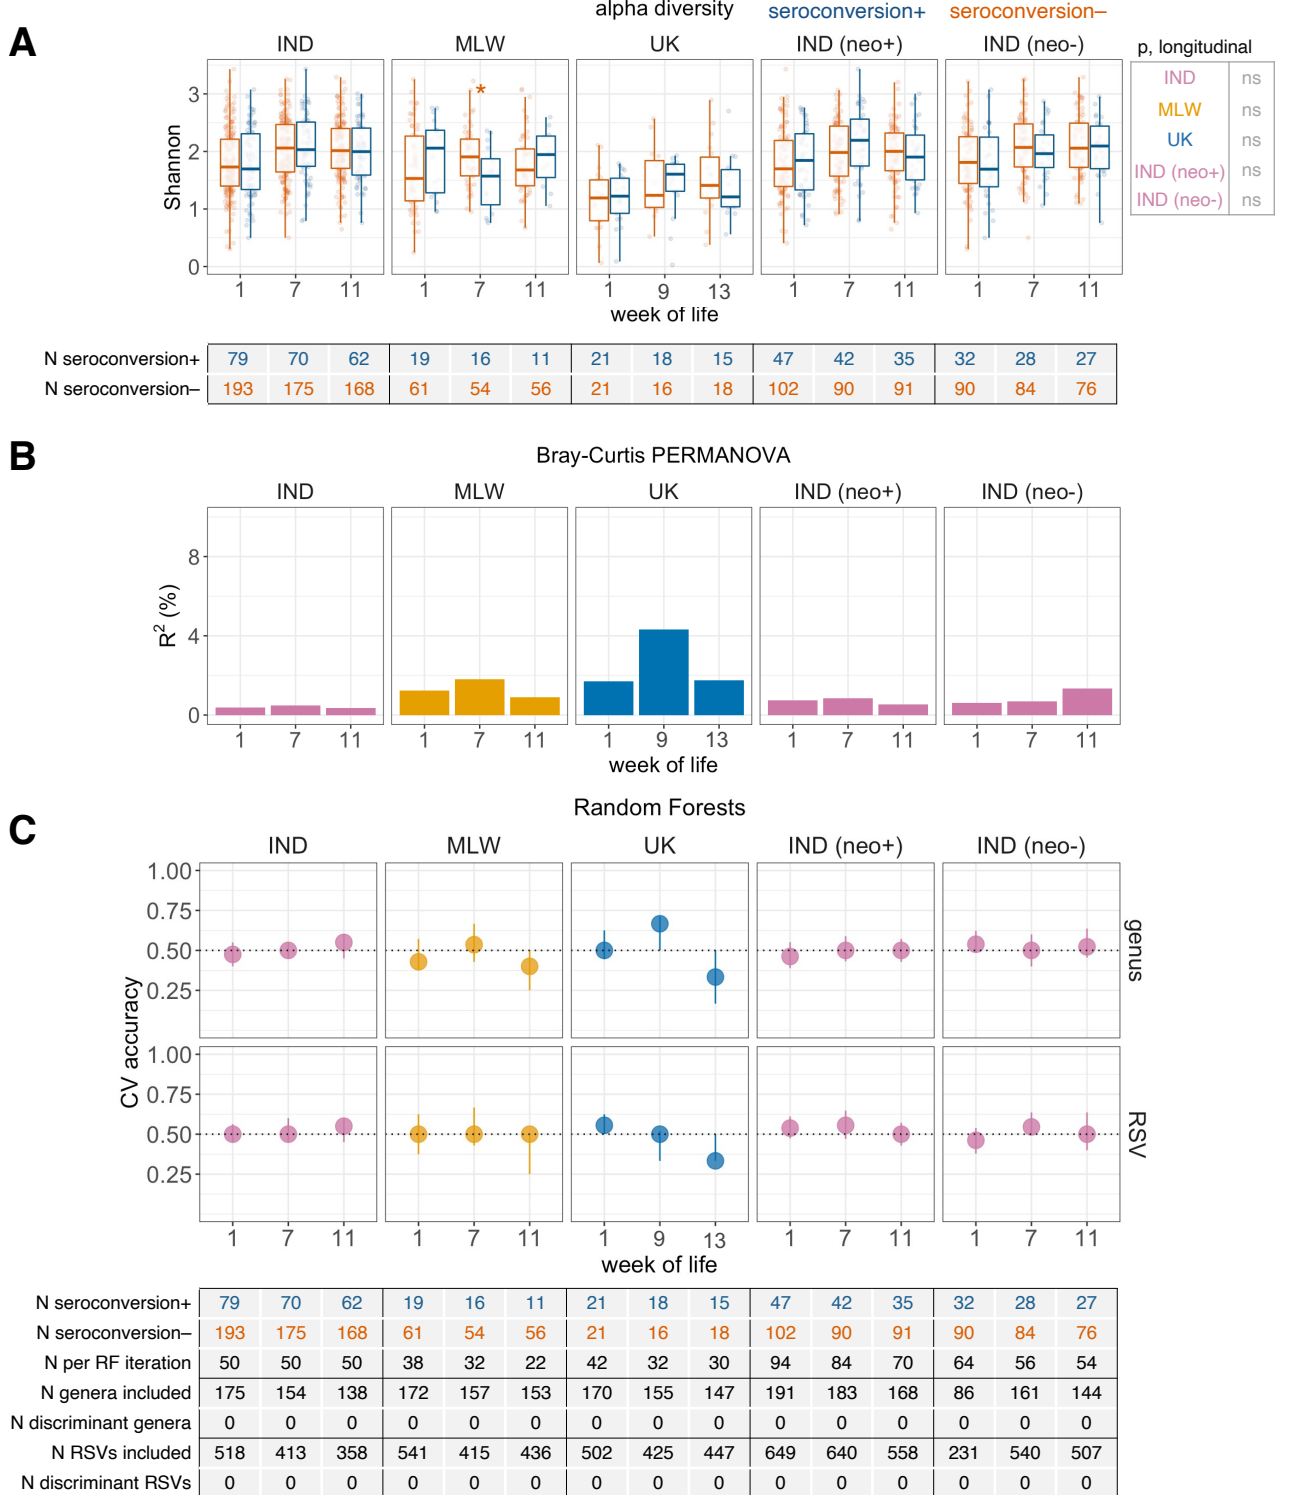 alpha diversity seroconversion+ seroconversion–
A
IND MLW UK IND (neo+) IND (neo-) p, longitudinal
IND ns
MLW ns
UK ns
IND (neo+) ns
IND (neo-) ns
Shannon
3
2
1
0
*
1 7 11 1 7 11 1 9 13 1 7 11 1 7 11
week of life
N seroconversion+ 79 70 62 19 16 11 21 18 15 47 42 35 32 28 27
N seroconversion– 193 175 168 61 54 56 21 16 18 102 90 91 90 84 76
B
Bray-Curtis PERMANOVA
IND MLW UK IND (neo+) IND (neo-)
R² (%)
8
4
0
1 7 11 1 7 11 1 9 13 1 7 11 1 7 11
week of life
C
Random Forests
IND MLW UK IND (neo+) IND (neo-)
CV accuracy
1.00
0.75
0.50
0.25
genus
1.00
0.75
0.50
0.25
RSV
1 7 11 1 7 11 1 9 13 1 7 11 1 7 11
week of life
N seroconversion+ 79 70 62 19 16 11 21 18 15 47 42 35 32 28 27
N seroconversion– 193 175 168 61 54 56 21 16 18 102 90 91 90 84 76
N per RF iteration 50 50 50 38 32 22 42 32 30 94 84 70 64 56 54
N genera included 175 154 138 172 157 153 170 155 147 191 183 168 86 161 144
N discriminant genera 0 0 0 0 0 0 0 0 0 0 0 0 0 0 0
N RSVs included 518 413 358 541 415 436 502 425 447 649 640 558 231 540 507
N discriminant RSVs 0 0 0 0 0 0 0 0 0 0 0 0 0 0 0